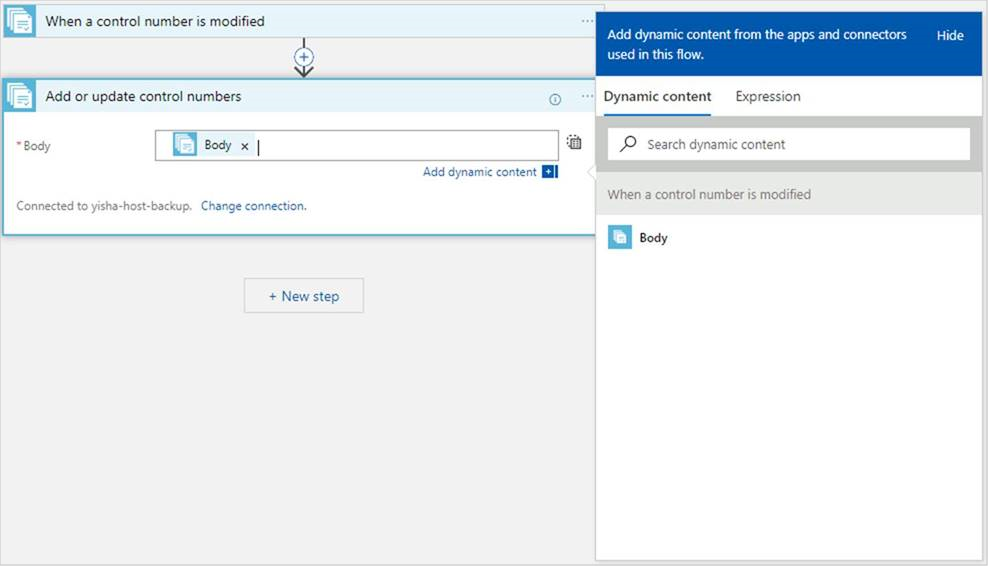 When a control number is modified
Add or update control numbers
*Body
Body ×
Add dynamic content
Connected to yisha-host-backup. Change connection.
+ New step
Add dynamic content from the apps and connectors
used in this flow.
Hide
Dynamic content Expression
Search dynamic content
When a control number is modified
Body